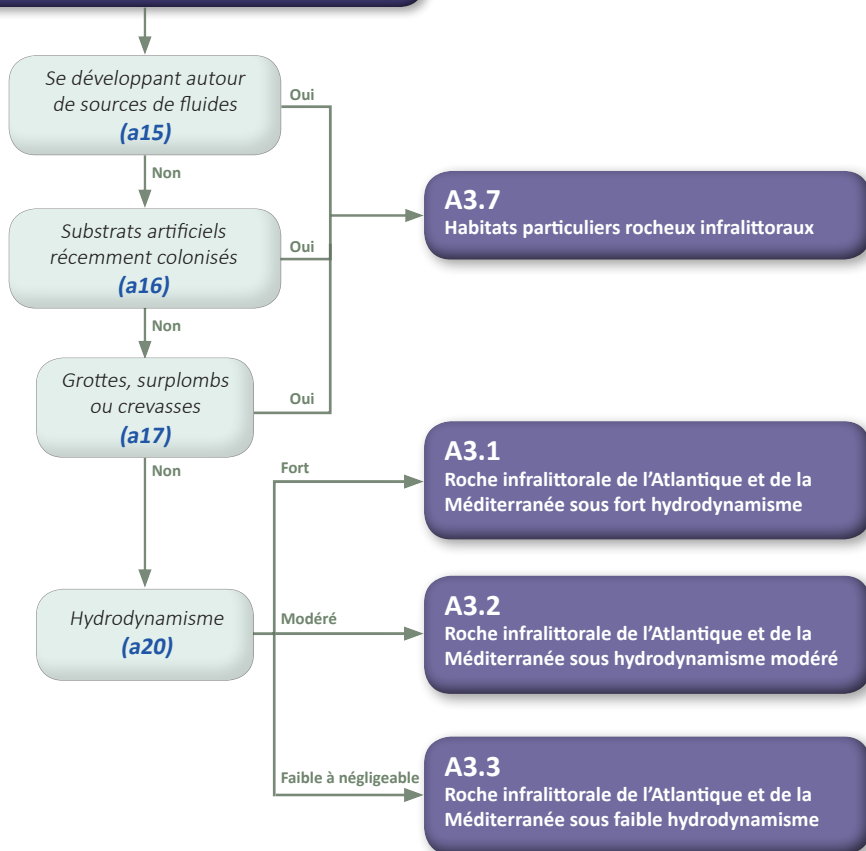 Se développant autour
de sources de fluides
(a15)
Oui
Non
Substrats artificiels
récemment colonisés
(a16)
Oui
Non
A3.7
Habitats particuliers rocheux infralittoraux
Grottes, surplombs
ou crevasses
(a17)
Oui
Non
Hydrodynamisme
(a20)
Fort
A3.1
Roche infralittorale de l’Atlantique et de la
Méditerranée sous fort hydrodynamisme
Modéré
A3.2
Roche infralittorale de l’Atlantique et de la
Méditerranée sous hydrodynamisme modéré
Faible à négligeable
A3.3
Roche infralittorale de l’Atlantique et de la
Méditerranée sous faible hydrodynamisme